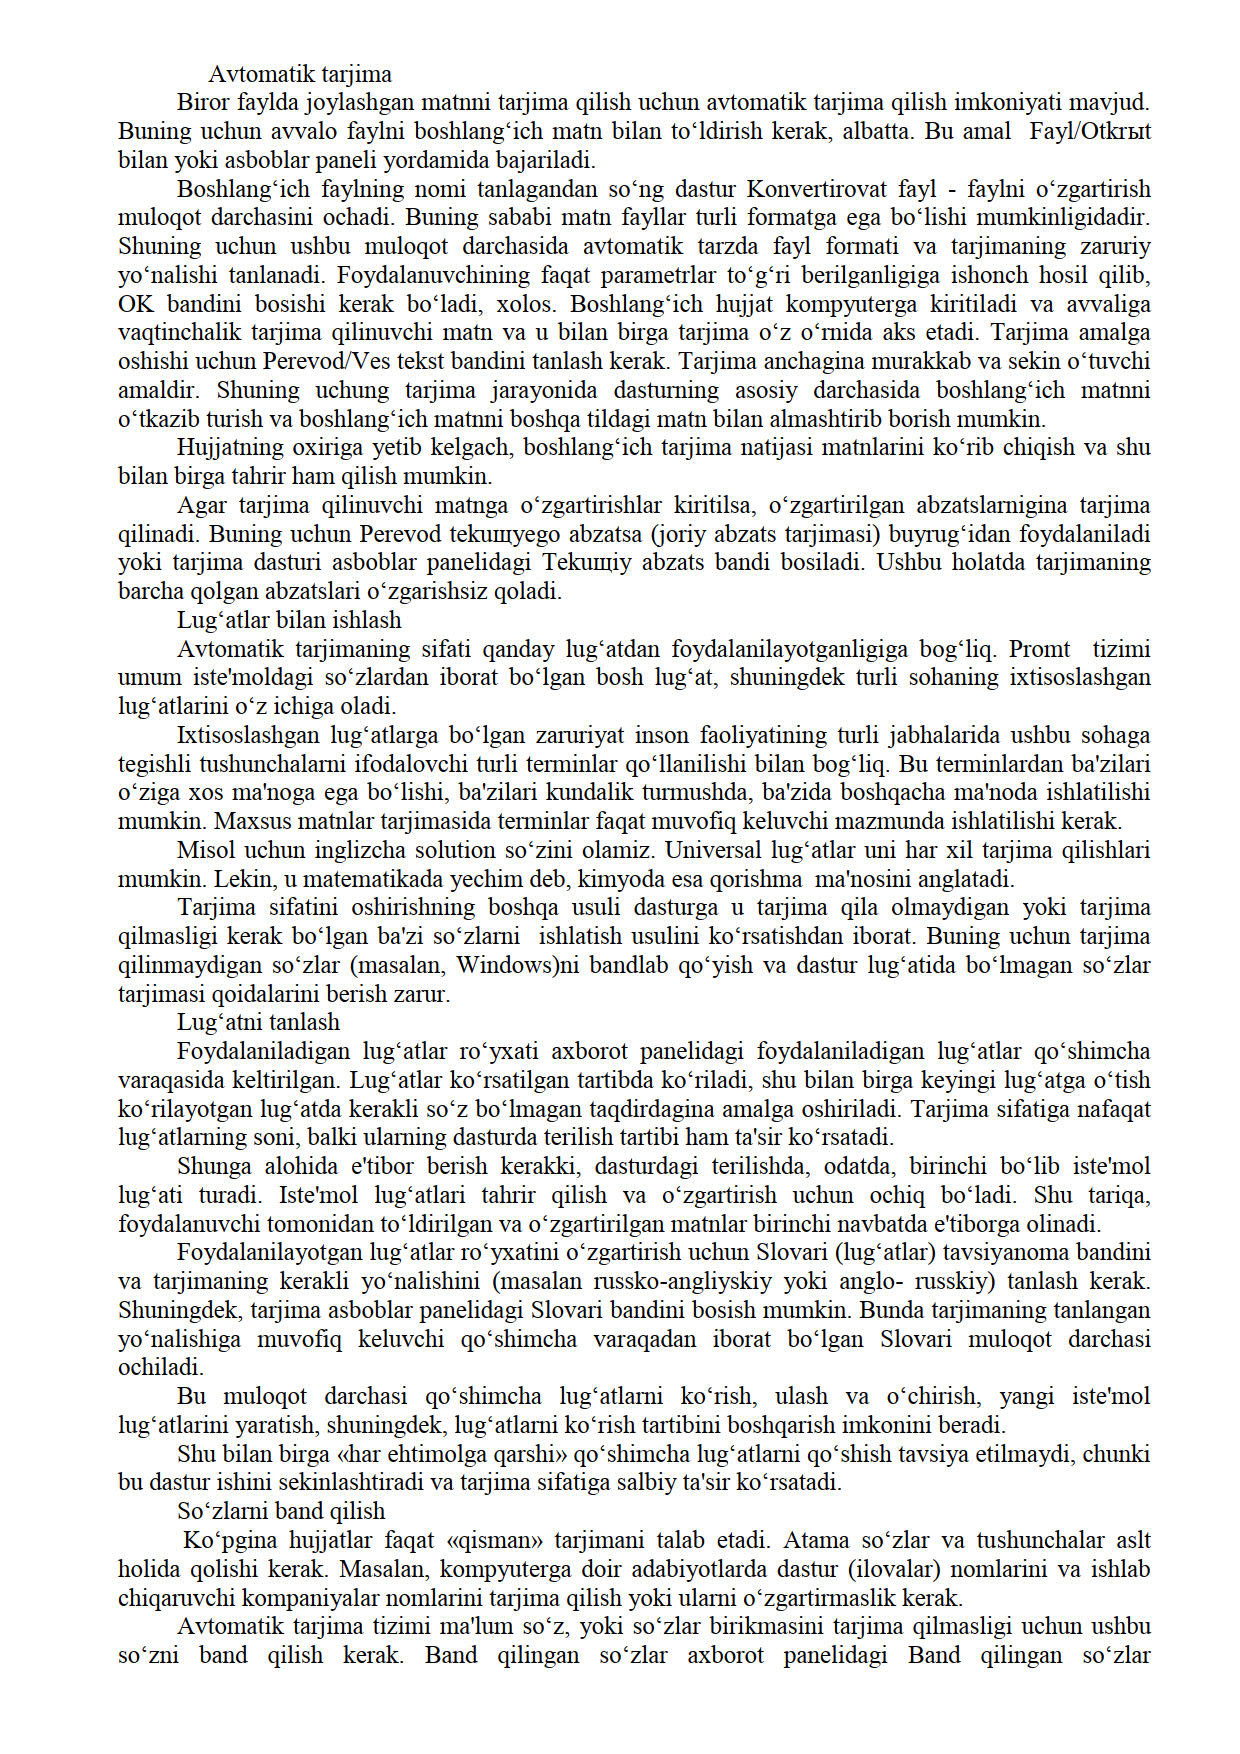 Avtomatik tarjima
Biror faylda joylashgan matnni tarjima qilish uchun avtomatik tarjima qilish imkoniyati mavjud.
Buning uchun avvalo faylni boshlang‘ich matn bilan to‘ldirish kerak, albatta. Bu amal  Fayl/Otkrыt
bilan yoki asboblar paneli yordamida bajariladi.
Boshlang‘ich faylning nomi tanlagandan so‘ng dastur Konvertirovat fayl - faylni o‘zgartirish
muloqot darchasini ochadi. Buning sababi matn fayllar turli formatga ega bo‘lishi mumkinligidadir.
Shuning uchun ushbu muloqot darchasida avtomatik tarzda fayl formati va tarjimaning zaruriy
yo‘nalishi tanlanadi. Foydalanuvchining faqat parametrlar to‘g‘ri berilganligiga ishonch hosil qilib,
OK bandini bosishi kerak bo‘ladi, xolos. Boshlang‘ich hujjat kompyuterga kiritiladi va avvaliga
vaqtinchalik tarjima qilinuvchi matn va u bilan birga tarjima o‘z o‘rnida aks etadi. Tarjima amalga
oshishi uchun Perevod/Ves tekst bandini tanlash kerak. Tarjima anchagina murakkab va sekin o‘tuvchi
amaldir. Shuning uchung tarjima jarayonida dasturning asosiy darchasida boshlang‘ich matnni
o‘tkazib turish va boshlang‘ich matnni boshqa tildagi matn bilan almashtirib borish mumkin.
Hujjatning oxiriga yetib kelgach, boshlang‘ich tarjima natijasi matnlarini ko‘rib chiqish va shu
bilan birga tahrir ham qilish mumkin.
Agar tarjima qilinuvchi matnga o‘zgartirishlar kiritilsa, o‘zgartirilgan abzatslarnigina tarjima
qilinadi. Buning uchun Perevod tekuщyego abzatsa (joriy abzats tarjimasi) buyrug‘idan foydalaniladi
yoki tarjima dasturi asboblar panelidagi Tekuщiy abzats bandi bosiladi. Ushbu holatda tarjimaning
barcha qolgan abzatslari o‘zgarishsiz qoladi.
Lug‘atlar bilan ishlash
Avtomatik tarjimaning sifati qanday lug‘atdan foydalanilayotganligiga bog‘liq. Promt  tizimi
umum iste'moldagi so‘zlardan iborat bo‘lgan bosh lug‘at, shuningdek turli sohaning ixtisoslashgan
lug‘atlarini o‘z ichiga oladi.
Ixtisoslashgan lug‘atlarga bo‘lgan zaruriyat inson faoliyatining turli jabhalarida ushbu sohaga
tegishli tushunchalarni ifodalovchi turli terminlar qo‘llanilishi bilan bog‘liq. Bu terminlardan ba'zilari
o‘ziga xos ma'noga ega bo‘lishi, ba'zilari kundalik turmushda, ba'zida boshqacha ma'noda ishlatilishi
mumkin. Maxsus matnlar tarjimasida terminlar faqat muvofiq keluvchi mazmunda ishlatilishi kerak.
Misol uchun inglizcha solution so‘zini olamiz. Universal lug‘atlar uni har xil tarjima qilishlari
mumkin. Lekin, u matematikada yechim deb, kimyoda esa qorishma  ma'nosini anglatadi.
Tarjima sifatini oshirishning boshqa usuli dasturga u tarjima qila olmaydigan yoki tarjima
qilmasligi kerak bo‘lgan ba'zi so‘zlarni  ishlatish usulini ko‘rsatishdan iborat. Buning uchun tarjima
qilinmaydigan so‘zlar (masalan, Windows)ni bandlab qo‘yish va dastur lug‘atida bo‘lmagan so‘zlar
tarjimasi qoidalarini berish zarur.
Lug‘atni tanlash
Foydalaniladigan lug‘atlar ro‘yxati axborot panelidagi foydalaniladigan lug‘atlar qo‘shimcha
varaqasida keltirilgan. Lug‘atlar ko‘rsatilgan tartibda ko‘riladi, shu bilan birga keyingi lug‘atga o‘tish
ko‘rilayotgan lug‘atda kerakli so‘z bo‘lmagan taqdirdagina amalga oshiriladi. Tarjima sifatiga nafaqat
lug‘atlarning soni, balki ularning dasturda terilish tartibi ham ta'sir ko‘rsatadi.
Shunga alohida e'tibor berish kerakki, dasturdagi terilishda, odatda, birinchi bo‘lib iste'mol
lug‘ati turadi. Iste'mol lug‘atlari tahrir qilish va o‘zgartirish uchun ochiq bo‘ladi. Shu tariqa,
foydalanuvchi tomonidan to‘ldirilgan va o‘zgartirilgan matnlar birinchi navbatda e'tiborga olinadi.
Foydalanilayotgan lug‘atlar ro‘yxatini o‘zgartirish uchun Slovari (lug‘atlar) tavsiyanoma bandini
va tarjimaning kerakli yo‘nalishini (masalan russko-angliyskiy yoki anglo- russkiy) tanlash kerak.
Shuningdek, tarjima asboblar panelidagi Slovari bandini bosish mumkin. Bunda tarjimaning tanlangan
yo‘nalishiga muvofiq keluvchi qo‘shimcha varaqadan iborat bo‘lgan Slovari muloqot darchasi
ochiladi.
Bu muloqot darchasi qo‘shimcha lug‘atlarni ko‘rish, ulash va o‘chirish, yangi iste'mol
lug‘atlarini yaratish, shuningdek, lug‘atlarni ko‘rish tartibini boshqarish imkonini beradi.
Shu bilan birga «har ehtimolga qarshi» qo‘shimcha lug‘atlarni qo‘shish tavsiya etilmaydi, chunki
bu dastur ishini sekinlashtiradi va tarjima sifatiga salbiy ta'sir ko‘rsatadi.
So‘zlarni band qilish
Ko‘pgina hujjatlar faqat «qisman» tarjimani talab etadi. Atama so‘zlar va tushunchalar aslt
holida qolishi kerak. Masalan, kompyuterga doir adabiyotlarda dastur (ilovalar) nomlarini va ishlab
chiqaruvchi kompaniyalar nomlarini tarjima qilish yoki ularni o‘zgartirmaslik kerak.
Avtomatik tarjima tizimi ma'lum so‘z, yoki so‘zlar birikmasini tarjima qilmasligi uchun ushbu
so‘zni band qilish kerak. Band qilingan so‘zlar axborot panelidagi Band qilingan so‘zlar